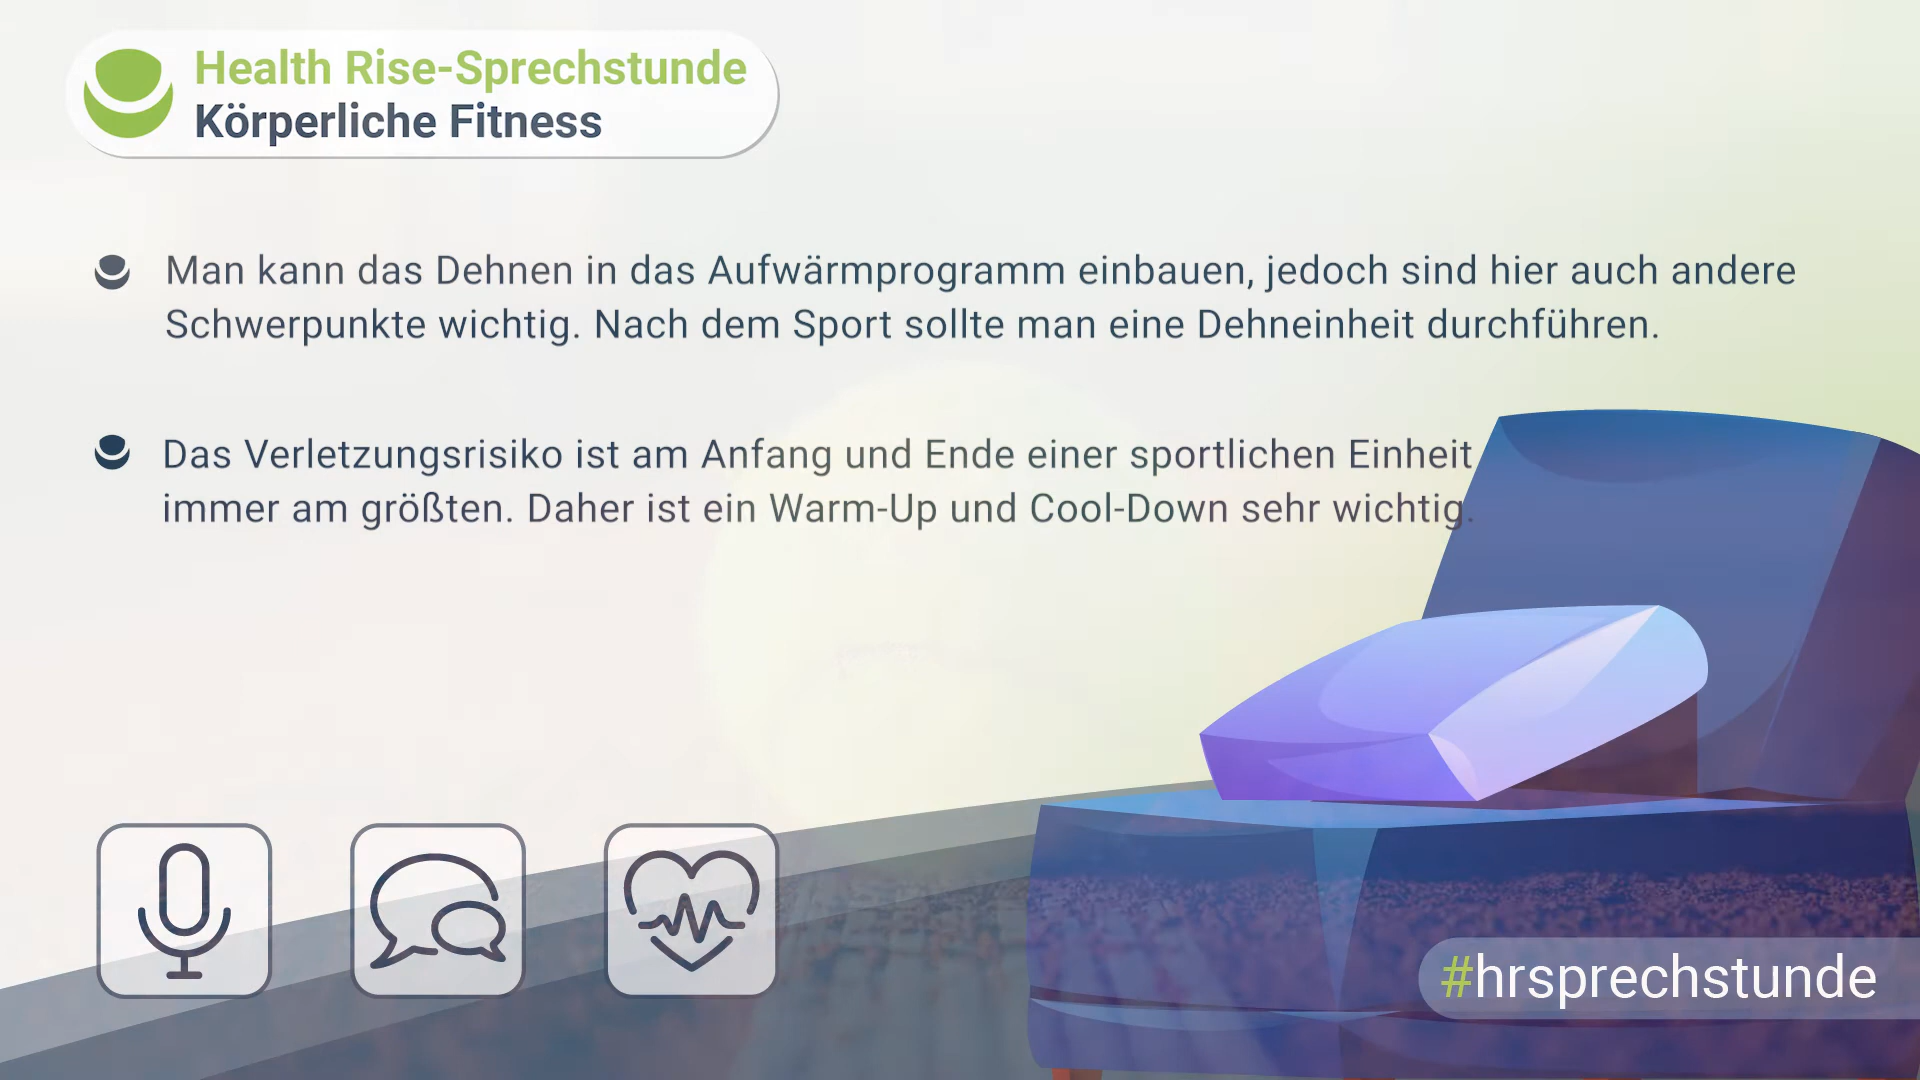 Health Rise-Sprechstunde
Körperliche Fitness
Man kann das Dehnen in das Aufwärmprogramm einbauen, jedoch sind hier auch andere
Schwerpunkte wichtig. Nach dem Sport sollte man eine Dehneinheit durchführen.
Das Verletzungsrisiko ist am Anfang und Ende einer sportlichen Einheit
immer am größten. Daher ist ein Warm-Up und Cool-Down sehr wichtig.
#hrsprechstunde